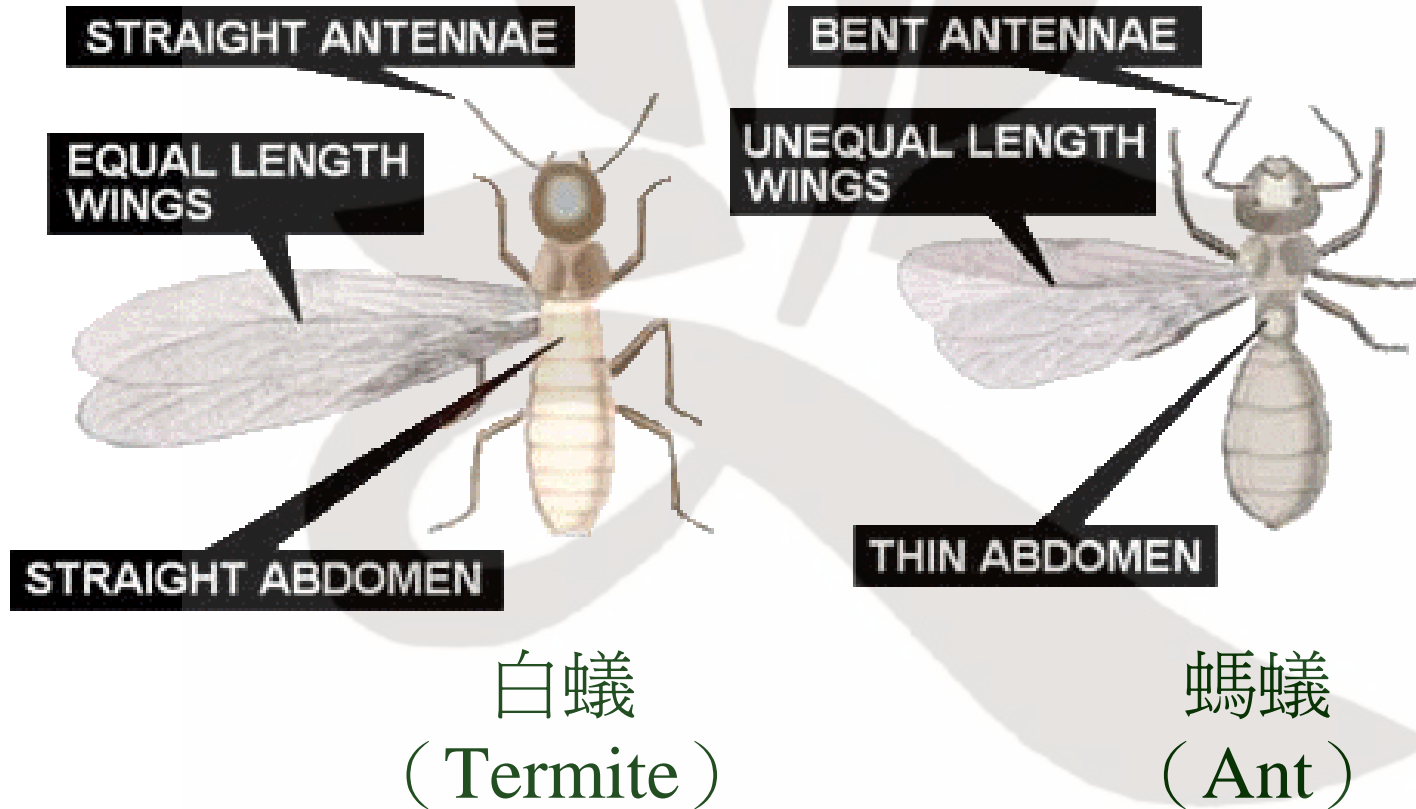 STRAIGHT ANTENNAE
EQUAL LENGTH
WINGS
STRAIGHT ABDOMEN
白蟻
（Termite）
BENT ANTENNAE
UNEQUAL LENGTH
WINGS
THIN ABDOMEN
螞蟻
（Ant）